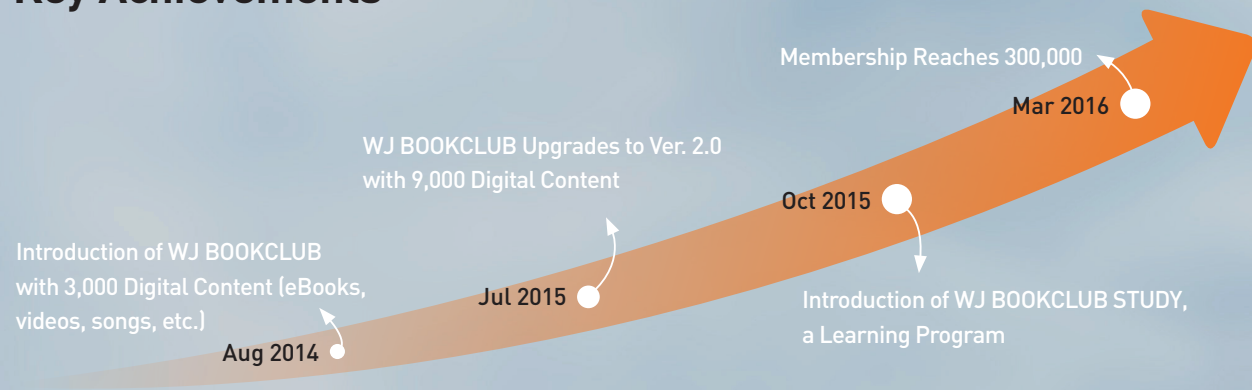 Key Achievements
Membership Reaches 300,000
Mar 2016
WJ BOOKCLUB Upgrades to Ver. 2.0
with 9,000 Digital Content
Oct 2015
Introduction of WJ BOOKCLUB
with 3,000 Digital Content (eBooks,
videos, songs, etc.)
Jul 2015
Introduction of WJ BOOKCLUB STUDY,
a Learning Program
Aug 2014